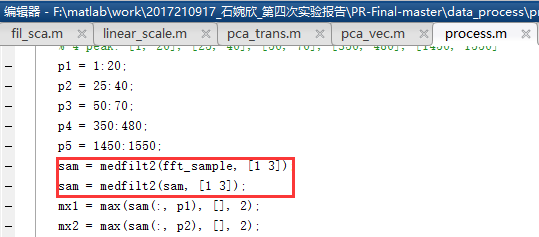 编辑器 - F:\matlab\work\2017210917_石婉欣_第四次实验报告\PR-Final-master\data_process\pr
fil_sca.m × linear_scale.m × pca_trans.m × pca_vec.m × process.m ×
% 4 peak: [1, 20], [25, 40], [50, 70], [350, 480], [1450, 1550]
p1 = 1:20;
p2 = 25:40;
p3 = 50:70;
p4 = 350:480;
p5 = 1450:1550;
sam = medfilt2(fft_sample, [1 3])
sam = medfilt2(sam, [1 3]);
mx1 = max(sam(:, p1), [], 2);
mx2 = max(sam(:, p2), [], 2);